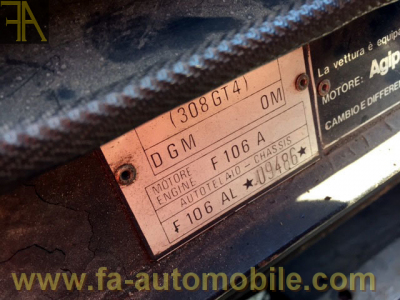 FA
(308GT4)
DGM OM
MOTORE
ENGINE F 106 A
AUTOTELAIO - CHASSIS
F 106 AL ★09486★
La vettura è equipa
MOTORE: Agip
CAMBIO E DIFFERE
www.fa-automobile.com